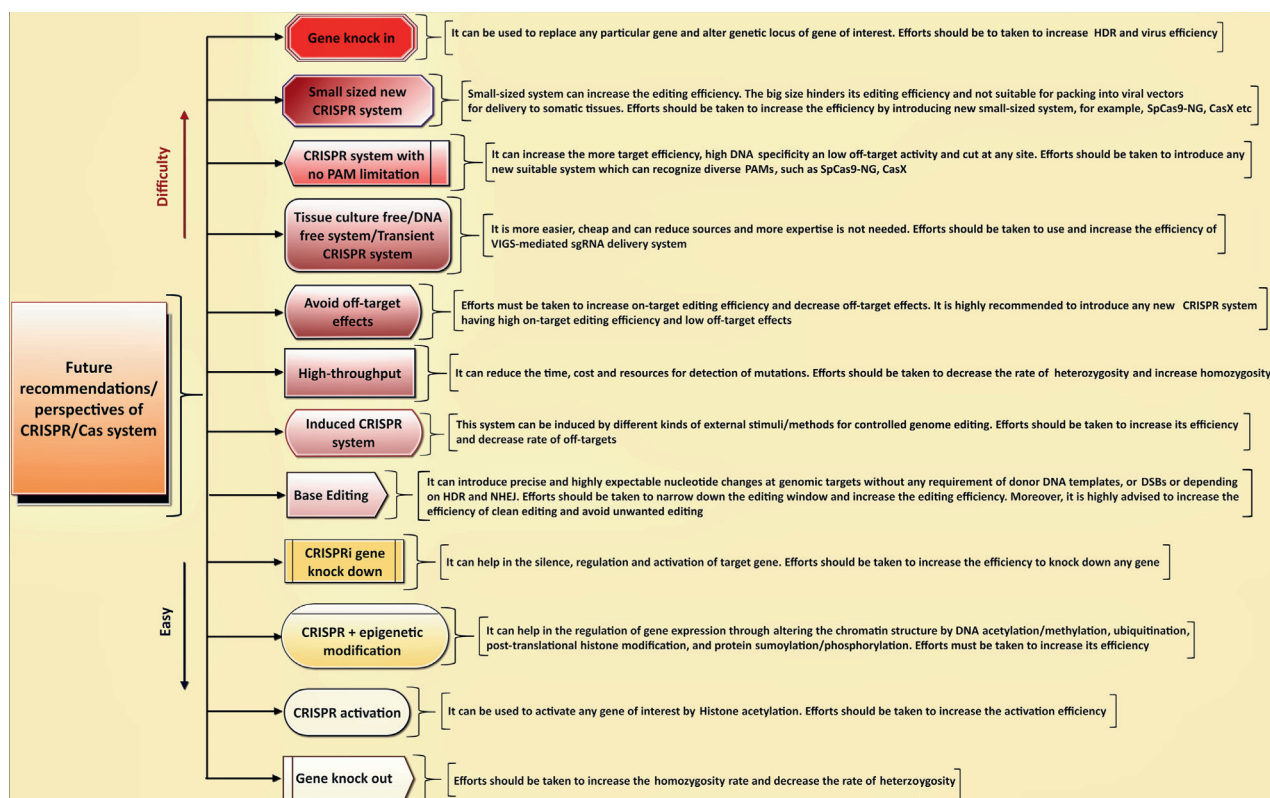 Gene knock in
It can be used to replace any particular gene and alter genetic locus of gene of interest. Efforts should be to taken to increase HDR and virus efficiency
Small sized new
CRISPR system
Small-sized system can increase the editing efficiency. The big size hinders its editing efficiency and not suitable for packing into viral vectors
for delivery to somatic tissues. Efforts should be taken to increase the efficiency by introducing new small-sized system, for example, SpCas9-NG, CasX etc
CRISPR system with
no PAM limitation
It can increase the more target efficiency, high DNA specificity an low off-target activity and cut at any site. Efforts should be taken to introduce any
new suitable system which can recognize diverse PAMs, such as SpCas9-NG, CasX
Difficulty
Tissue culture free/DNA
free system/Transient
CRISPR system
It is more easier, cheap and can reduce sources and more expertise is not needed. Efforts should be taken to use and increase the efficiency of
VIGS-mediated sgRNA delivery system
Avoid off-target
effects
Efforts must be taken to increase on-target editing efficiency and decrease off-target effects. It is highly recommended to introduce any new CRISPR system
having high on-target editing efficiency and low off-target effects
Future
recommendations/
perspectives of
CRISPR/Cas system
High-throughput
It can reduce the time, cost and resources for detection of mutations. Efforts should be taken to decrease the rate of heterozygosity and increase homozygosity
Induced CRISPR
system
This system can be induced by different kinds of external stimuli/methods for controlled genome editing. Efforts should be taken to increase its efficiency
and decrease rate of off-targets
Base Editing
It can introduce precise and highly expectable nucleotide changes at genomic targets without any requirement of donor DNA templates, or DSBs or depending
on HDR and NHEJ. Efforts should be taken to narrow down the editing window and increase the editing efficiency. Moreover, it is highly advised to increase the
efficiency of clean editing and avoid unwanted editing
CRISPRi gene
knock down
It can help in the silence, regulation and activation of target gene. Efforts should be taken to increase the efficiency to knock down any gene
Easy
CRISPR + epigenetic
modification
It can help in the regulation of gene expression through altering the chromatin structure by DNA acetylation/methylation, ubiquitination,
post-translational histone modification, and protein sumoylation/phosphorylation. Efforts must be taken to increase its efficiency
CRISPR activation
It can be used to activate any gene of interest by Histone acetylation. Efforts should be taken to increase the activation efficiency
Gene knock out
Efforts should be taken to increase the homozygosity rate and decrease the rate of heterzoygosity